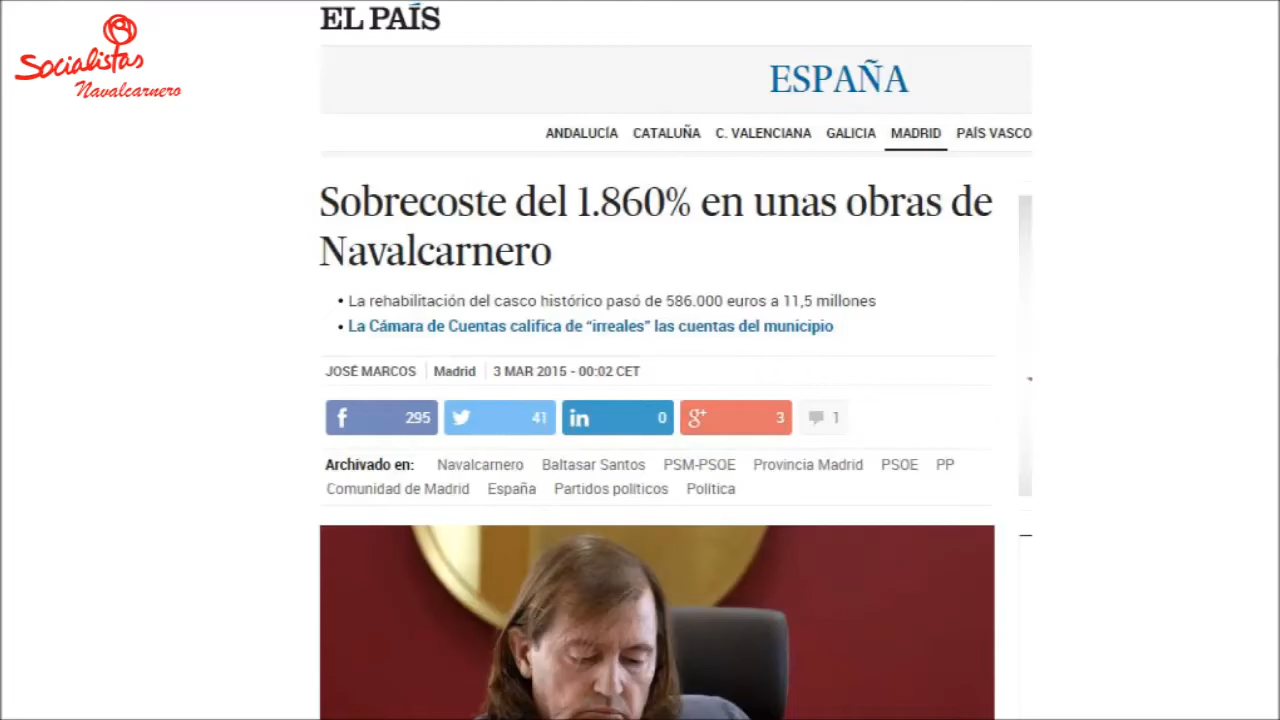 Socialistas
Navalcarnero
EL PAÍS
ESPAÑA
ANDALUCÍA CATALUÑA C. VALENCIANA GALICIA MADRID PAÍS VASCO
Sobrecoste del 1.860% en unas obras de
Navalcarnero
• La rehabilitación del casco histórico pasó de 586.000 euros a 11,5 millones
• La Cámara de Cuentas califica de “irreales” las cuentas del municipio
JOSÉ MARCOS Madrid 3 MAR 2015 - 00:02 CET
f 295 41 in 0 g+ 3 1
Archivado en: Navalcarnero Baltasar Santos PSM-PSOE Provincia Madrid PSOE PP
Comunidad de Madrid España Partidos políticos Política